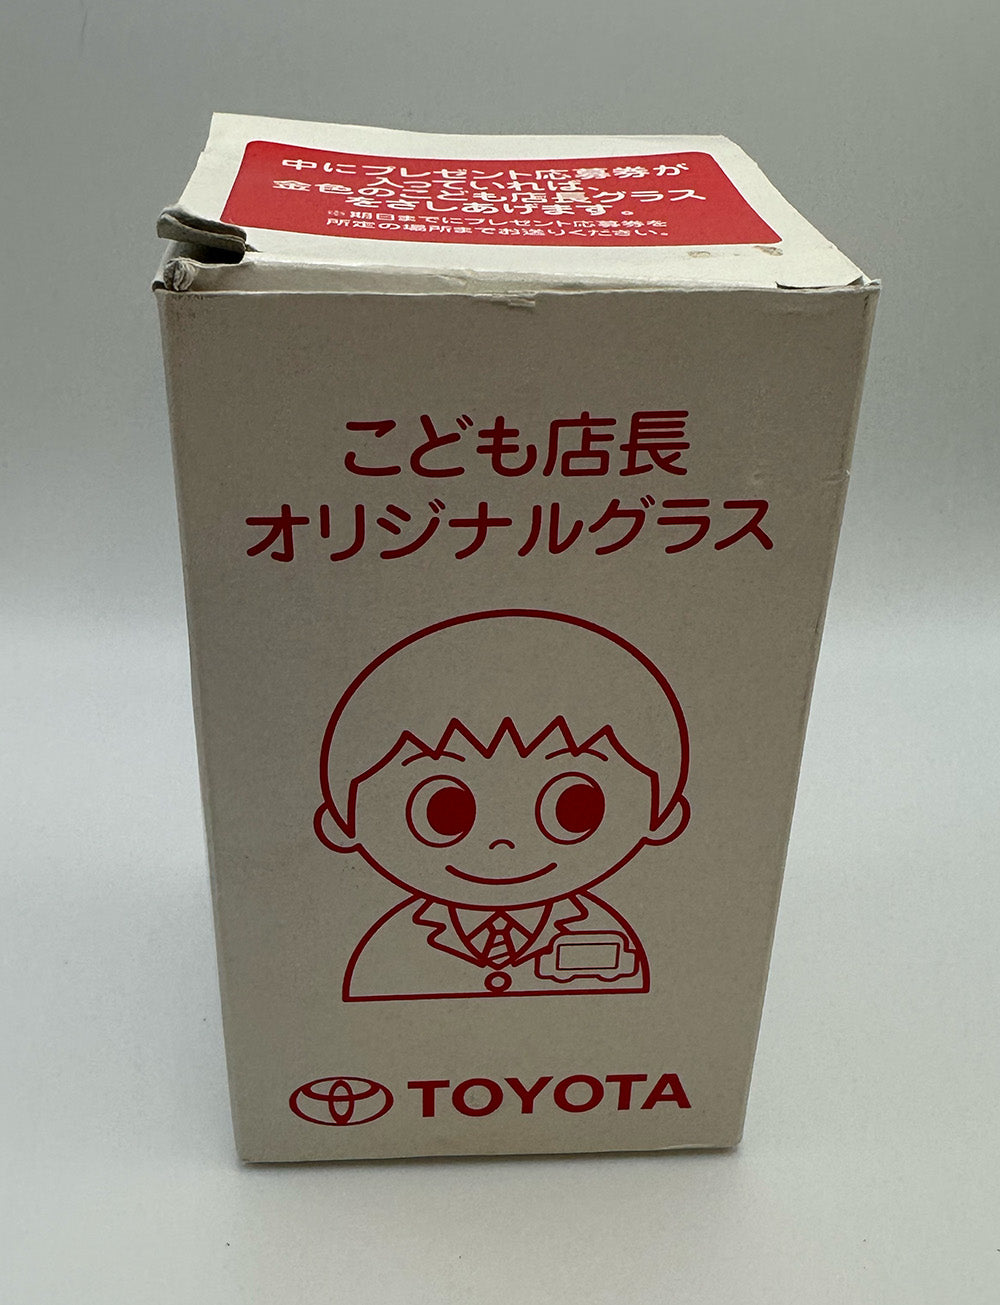 中にプレゼント応募券が
入っていれば、
金色のこども店長グラス
をさしあげます。
※期日までにプレゼント応募券を
所定の場所までお送りください。
こども店長
オリジナルグラス
TOYOTA